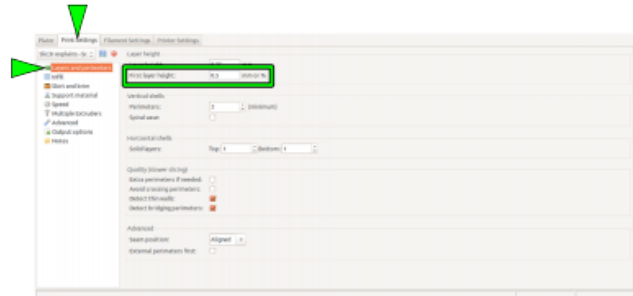 Plater Print Settings Filament Settings Printer Settings
Layers and perimeters
Infill
Skirt and brim
Support material
Speed
Multiple Extruders
Advanced
Output options
Notes
Layer height
First layer height: mm or %
Vertical shells
Perimeters: 3 (minimum)
Spiral vase:
Horizontal shells
Solid layers: Top: Bottom:
Quality (slower slicing)
Extra perimeters if needed:
Avoid crossing perimeters:
Detect thin walls:
Detect bridging perimeters:
Advanced
Seam position: Aligned
External perimeters first: